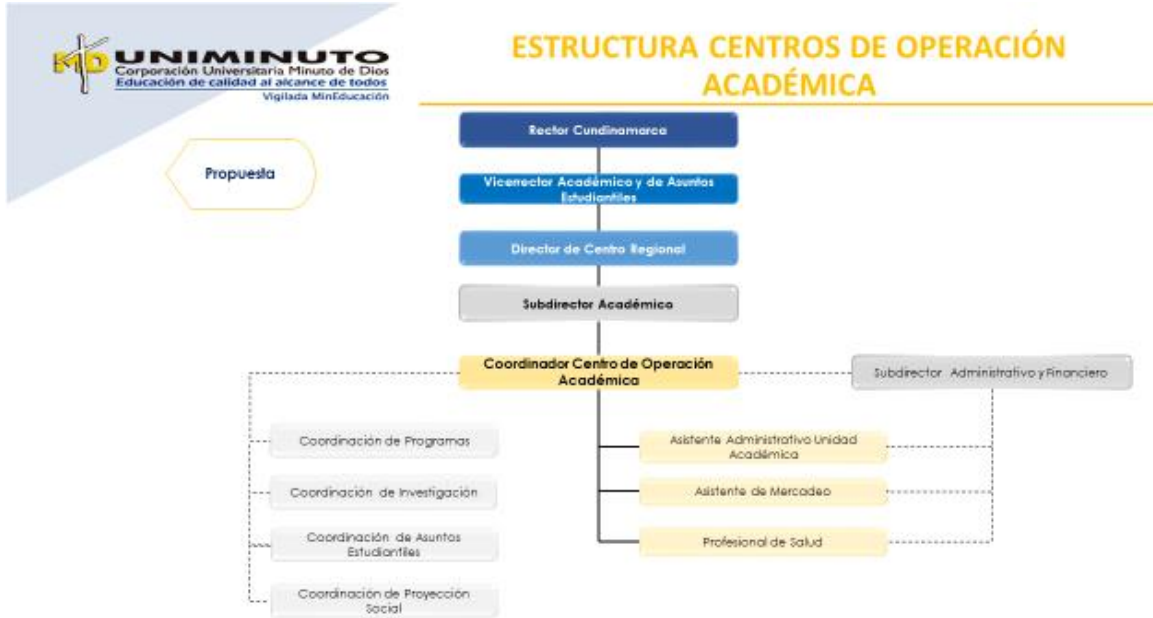 UNIMINUTO
Corporación Universitaria Minuto de Dios
Educación de calidad al alcance de todos
Vigilada MinEducación
ESTRUCTURA CENTROS DE OPERACIÓN
ACADÉMICA
Propuesta
Rector Cundinamarca
Vicerrector Académico y de Asuntos
Estudiantiles
Director de Centro Regional
Subdirector Académico
Coordinador Centro de Operación
Académica
Subdirector Administrativo y Financiero
Coordinación de Programas
Coordinación de Investigación
Coordinación de Asuntos
Estudiantiles
Coordinación de Proyección
Social
Asistente Administrativo Unidad
Académica
Asistente de Mercadeo
Profesional de Salud